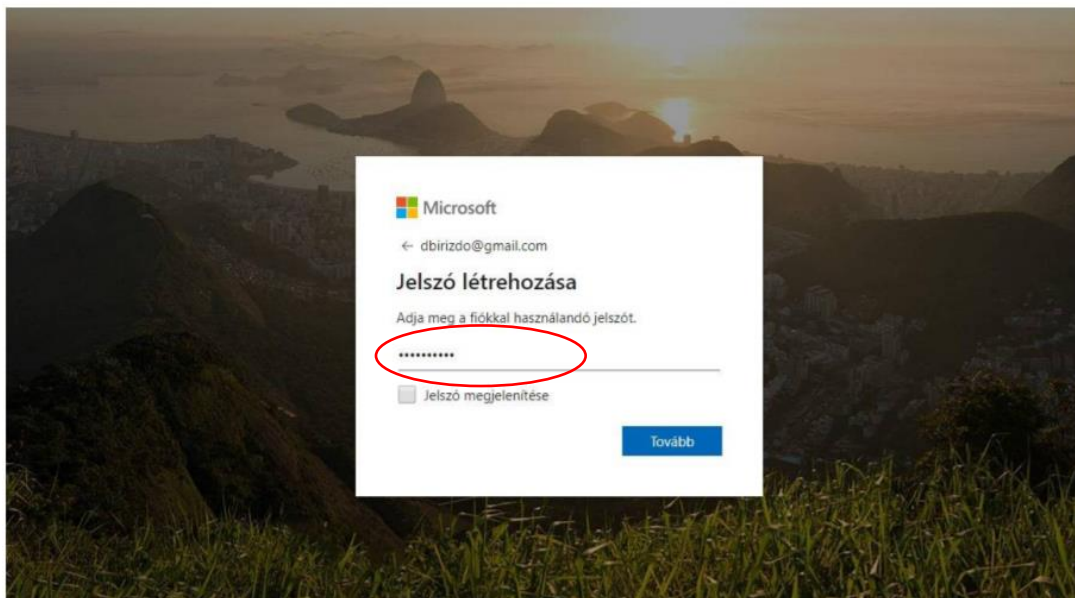 Microsoft
← dbirizdo@gmail.com
Jelszó létrehozása
Adja meg a fiókkal használandó jelszót.
••••••••••
Jelszó megjelenítése
Tovább